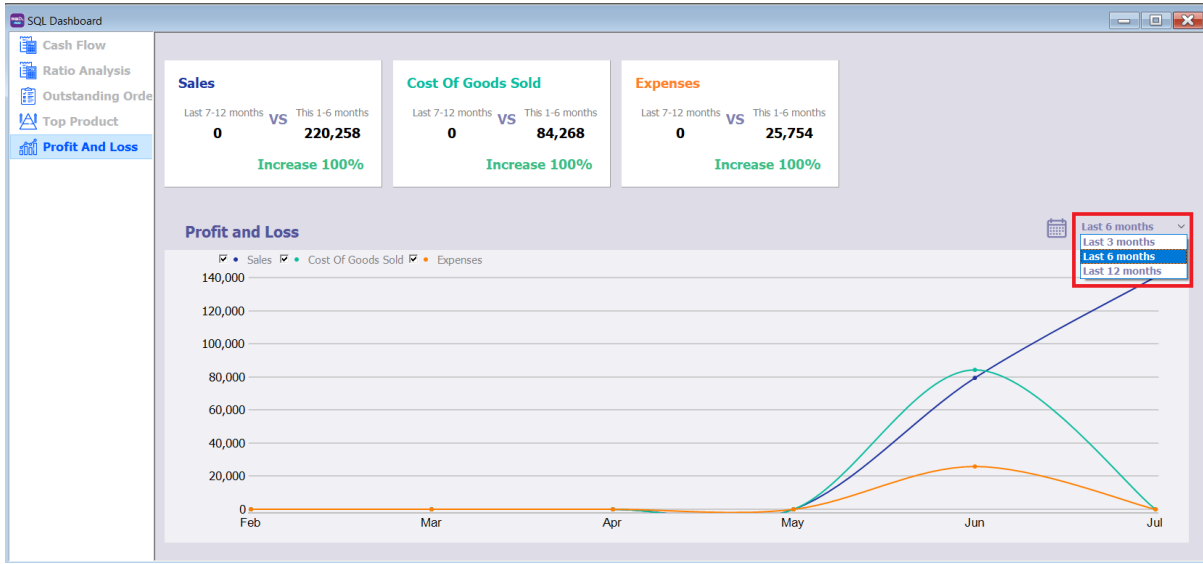 SQL Dashboard
Cash Flow
Ratio Analysis
Outstanding Orde
Top Product
Profit And Loss
Sales
Last 7-12 months VS This 1-6 months
0 220,258
Increase 100%
Cost Of Goods Sold
Last 7-12 months VS This 1-6 months
0 84,268
Increase 100%
Expenses
Last 7-12 months VS This 1-6 months
0 25,754
Increase 100%
Profit and Loss
Last 6 months
Last 3 months
Last 6 months
Last 12 months
Sales Cost Of Goods Sold Expenses
140,000
120,000
100,000
80,000
60,000
40,000
20,000
0
Feb Mar Apr May Jun Jul